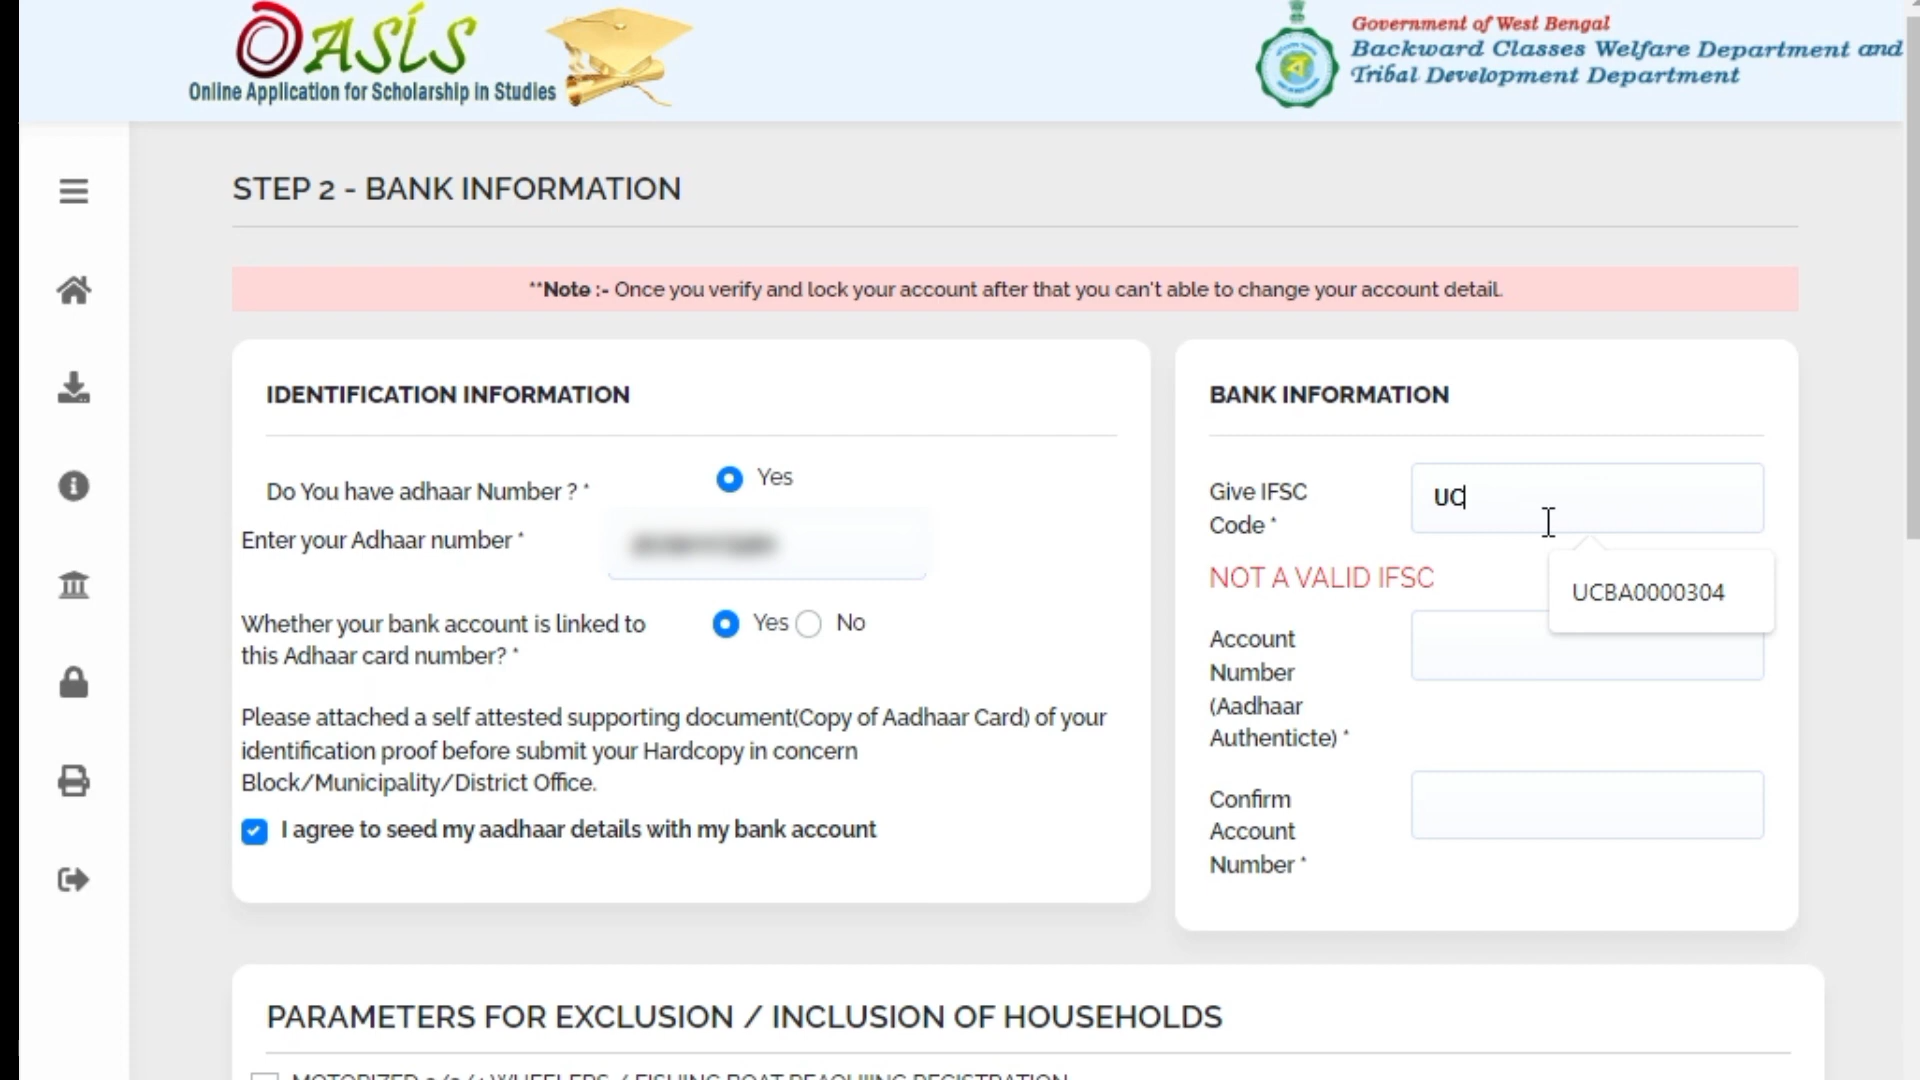 OASIS
Online Application for Scholarship in Studies
Government of West Bengal
Backward Classes Welfare Department and
Tribal Development Department
STEP 2 - BANK INFORMATION
**Note :- Once you verify and lock your account after that you can't able to change your account detail.
IDENTIFICATION INFORMATION
Do You have adhaar Number ? *
Yes
Enter your Adhaar number *
Whether your bank account is linked to
this Adhaar card number? *
Yes No
Please attached a self attested supporting document(Copy of Aadhaar Card) of your
identification proof before submit your Hardcopy in concern
Block/Municipality/District Office.
I agree to seed my aadhaar details with my bank account
BANK INFORMATION
Give IFSC
Code *
UC
NOT A VALID IFSC
UCBA0000304
Account
Number
(Aadhaar
Authenticte) *
Confirm
Account
Number *
PARAMETERS FOR EXCLUSION / INCLUSION OF HOUSEHOLDS